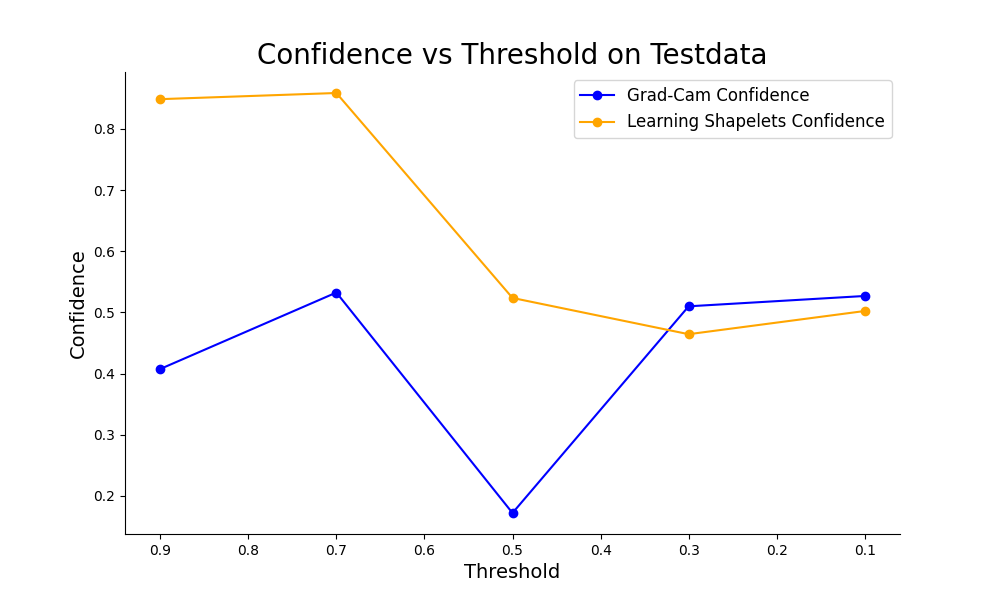 Confidence vs Threshold on Testdata
Grad-Cam Confidence
Learning Shapelets Confidence
Confidence
0.8
0.7
0.6
0.5
0.4
0.3
0.2
0.9 0.8 0.7 0.6 0.5 0.4 0.3 0.2 0.1
Threshold